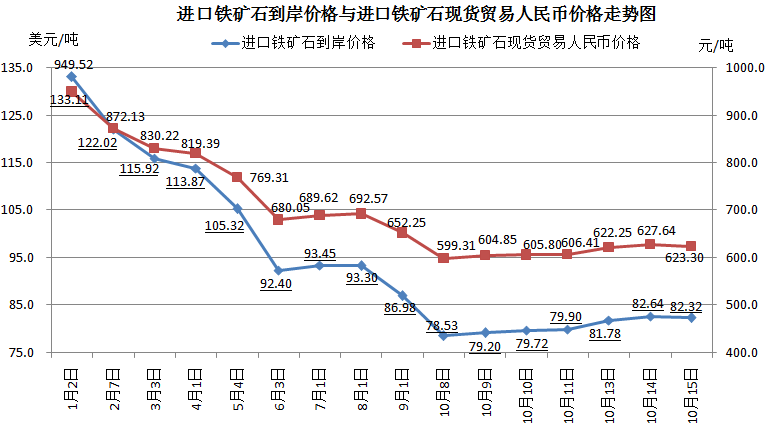 进口铁矿石到岸价格与进口铁矿石现货贸易人民币价格走势图
美元/吨
进口铁矿石到岸价格
进口铁矿石现货贸易人民币价格
元/吨
135.0
125.0
115.0
105.0
95.0
85.0
75.0
949.52
133.11
872.13
122.02
830.22
115.92
819.39
113.87
769.31
105.32
680.05
92.40
689.62
93.45
692.57
93.30
652.25
86.98
599.31
78.53
604.85
79.20
605.80
79.72
606.41
79.90
622.25
81.78
627.64
82.64
623.30
82.32
1000.0
900.0
800.0
700.0
600.0
500.0
400.0
1月2日
2月7日
3月3日
4月1日
5月4日
6月3日
7月1日
8月1日
9月1日
10月8日
10月9日
10月10日
10月11日
10月13日
10月14日
10月15日